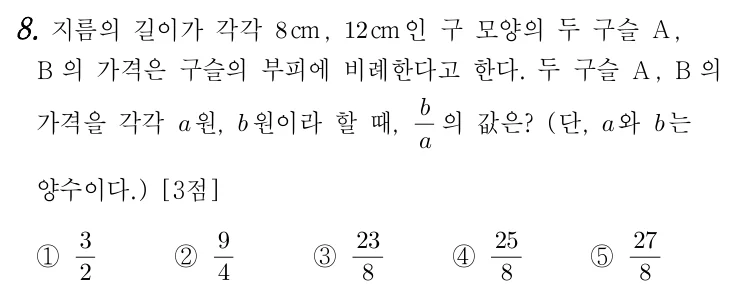 8. 지름의 길이가 각각 8cm, 12cm인 구 모양의 두 구슬 A,
B의 가격은 구슬의 부피에 비례한다고 한다. 두 구슬 A, B의
가격을 각각 a원, b원이라 할 때, b/a 의 값은? (단, a와 b는
양수이다.) [3점]
① 3/2 ② 9/4 ③ 23/8 ④ 25/8 ⑤ 27/8